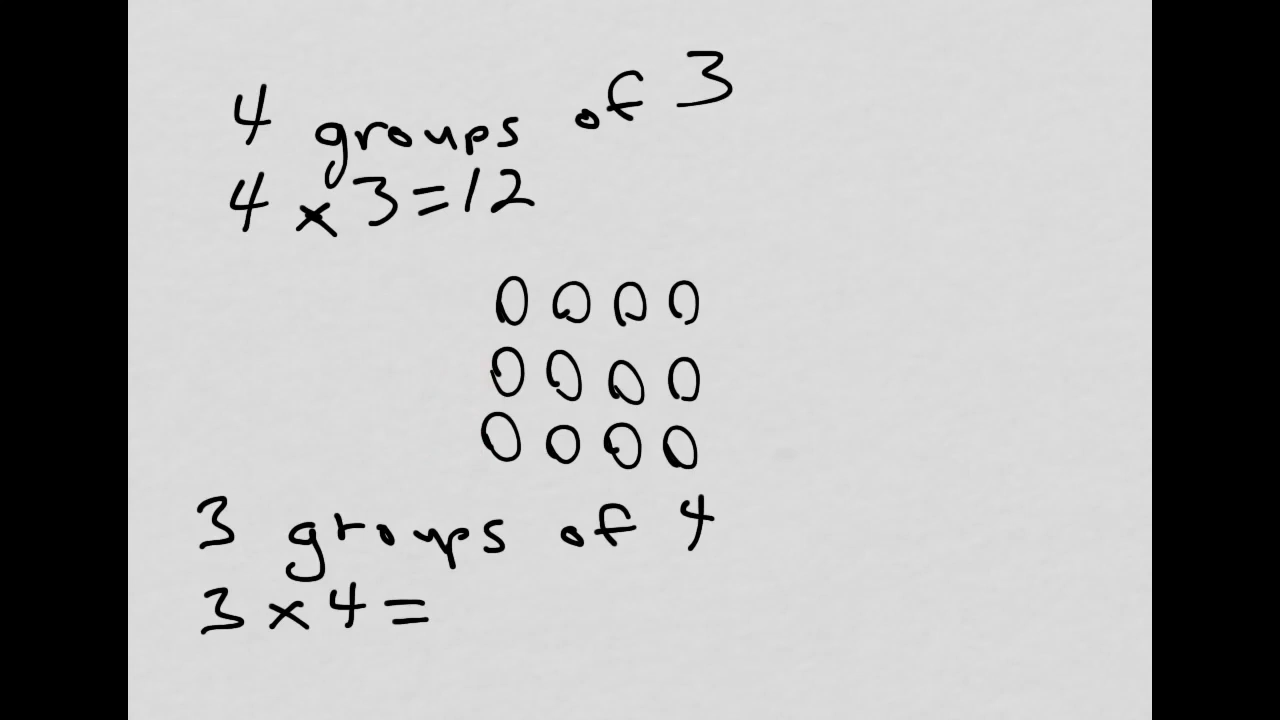 4 groups of 3
4 x 3 = 12
3 groups of 4
3 x 4 =